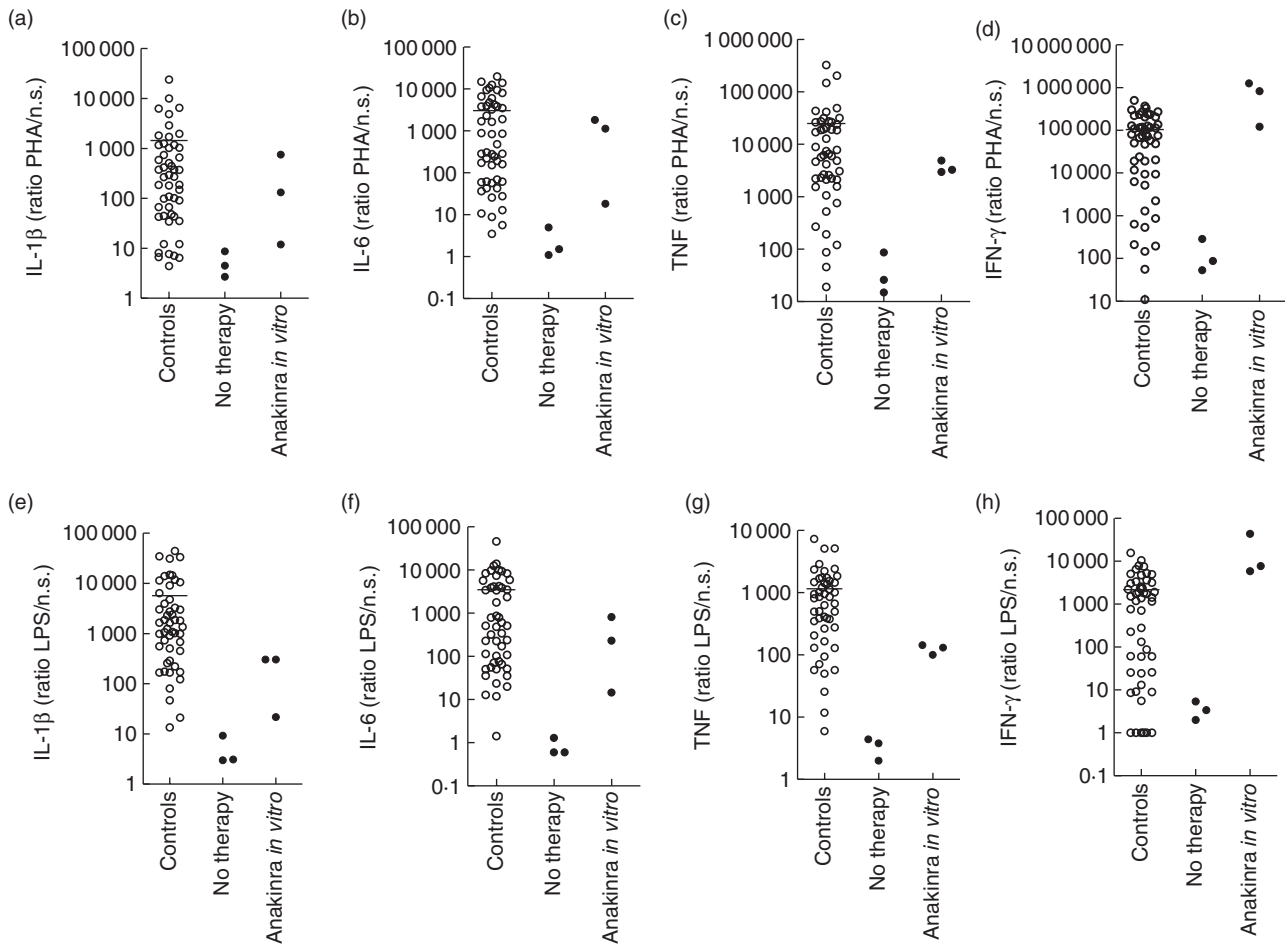 (a)
IL-1β (ratio PHA/n.s.)
100 000
10 000
1 000
100
10
1
Controls
No therapy
Anakinra in vitro
(b)
IL-6 (ratio PHA/n.s.)
100 000
10 000
1 000
100
10
1
0·1
Controls
No therapy
Anakinra in vitro
(c)
TNF (ratio PHA/n.s.)
1 000 000
100 000
10 000
1 000
100
10
Controls
No therapy
Anakinra in vitro
(d)
IFN-γ (ratio PHA/n.s.)
10 000 000
1 000 000
100 000
10 000
1 000
100
10
Controls
No therapy
Anakinra in vitro
(e)
IL-1β (ratio LPS/n.s.)
100 000
10 000
1 000
100
10
1
Controls
No therapy
Anakinra in vitro
(f)
IL-6 (ratio LPS/n.s.)
100 000
10 000
1 000
100
10
1
0·1
Controls
No therapy
Anakinra in vitro
(g)
TNF (ratio LPS/n.s.)
10 000
1 000
100
10
1
Controls
No therapy
Anakinra in vitro
(h)
IFN-γ (ratio LPS/n.s.)
100 000
10 000
1 000
100
10
1
0·1
Controls
No therapy
Anakinra in vitro